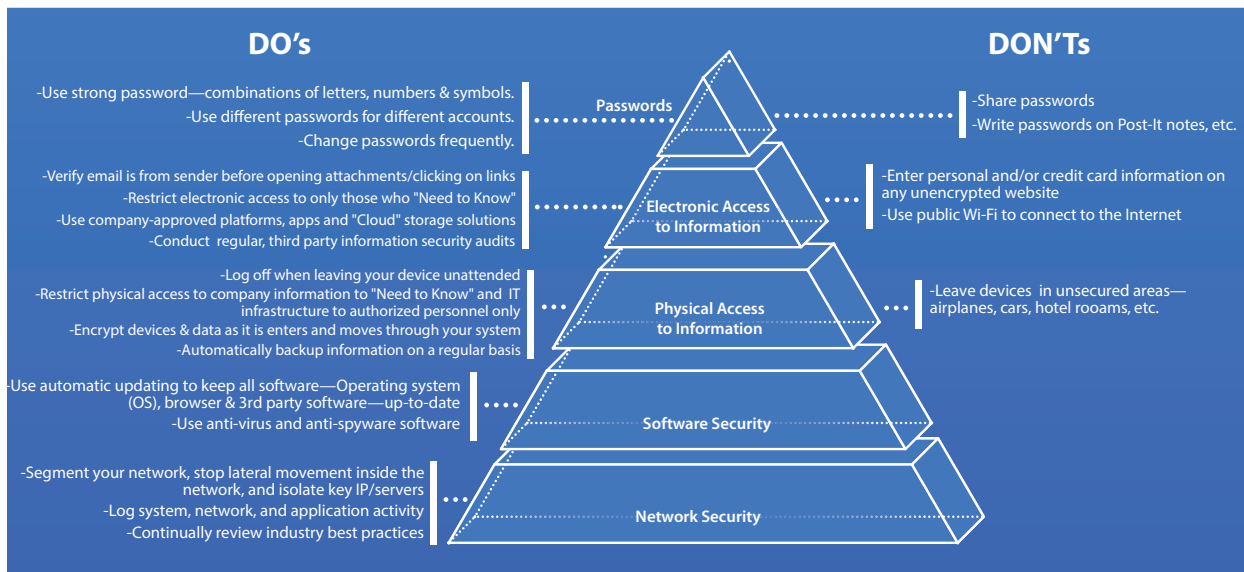 DO's
DON'Ts
-Use strong password—combinations of letters, numbers & symbols.
-Use different passwords for different accounts.
-Change passwords frequently.
Passwords
-Share passwords
-Write passwords on Post-It notes, etc.
-Verify email is from sender before opening attachments/clicking on links
-Restrict electronic access to only those who "Need to Know"
-Use company-approved platforms, apps and "Cloud" storage solutions
-Conduct regular, third party information security audits
Electronic Access
to Information
-Enter personal and/or credit card information on
any unencrypted website
-Use public Wi-Fi to connect to the Internet
-Log off when leaving your device unattended
-Restrict physical access to company information to "Need to Know" and IT
infrastructure to authorized personnel only
-Encrypt devices & data as it is enters and moves through your system
-Automatically backup information on a regular basis
Physical Access
to Information
-Leave devices in unsecured areas—
airplanes, cars, hotel rooams, etc.
-Use automatic updating to keep all software—Operating system
(OS), browser & 3rd party software—up-to-date
-Use anti-virus and anti-spyware software
Software Security
-Segment your network, stop lateral movement inside the
network, and isolate key IP/servers
-Log system, network, and application activity
-Continually review industry best practices
Network Security